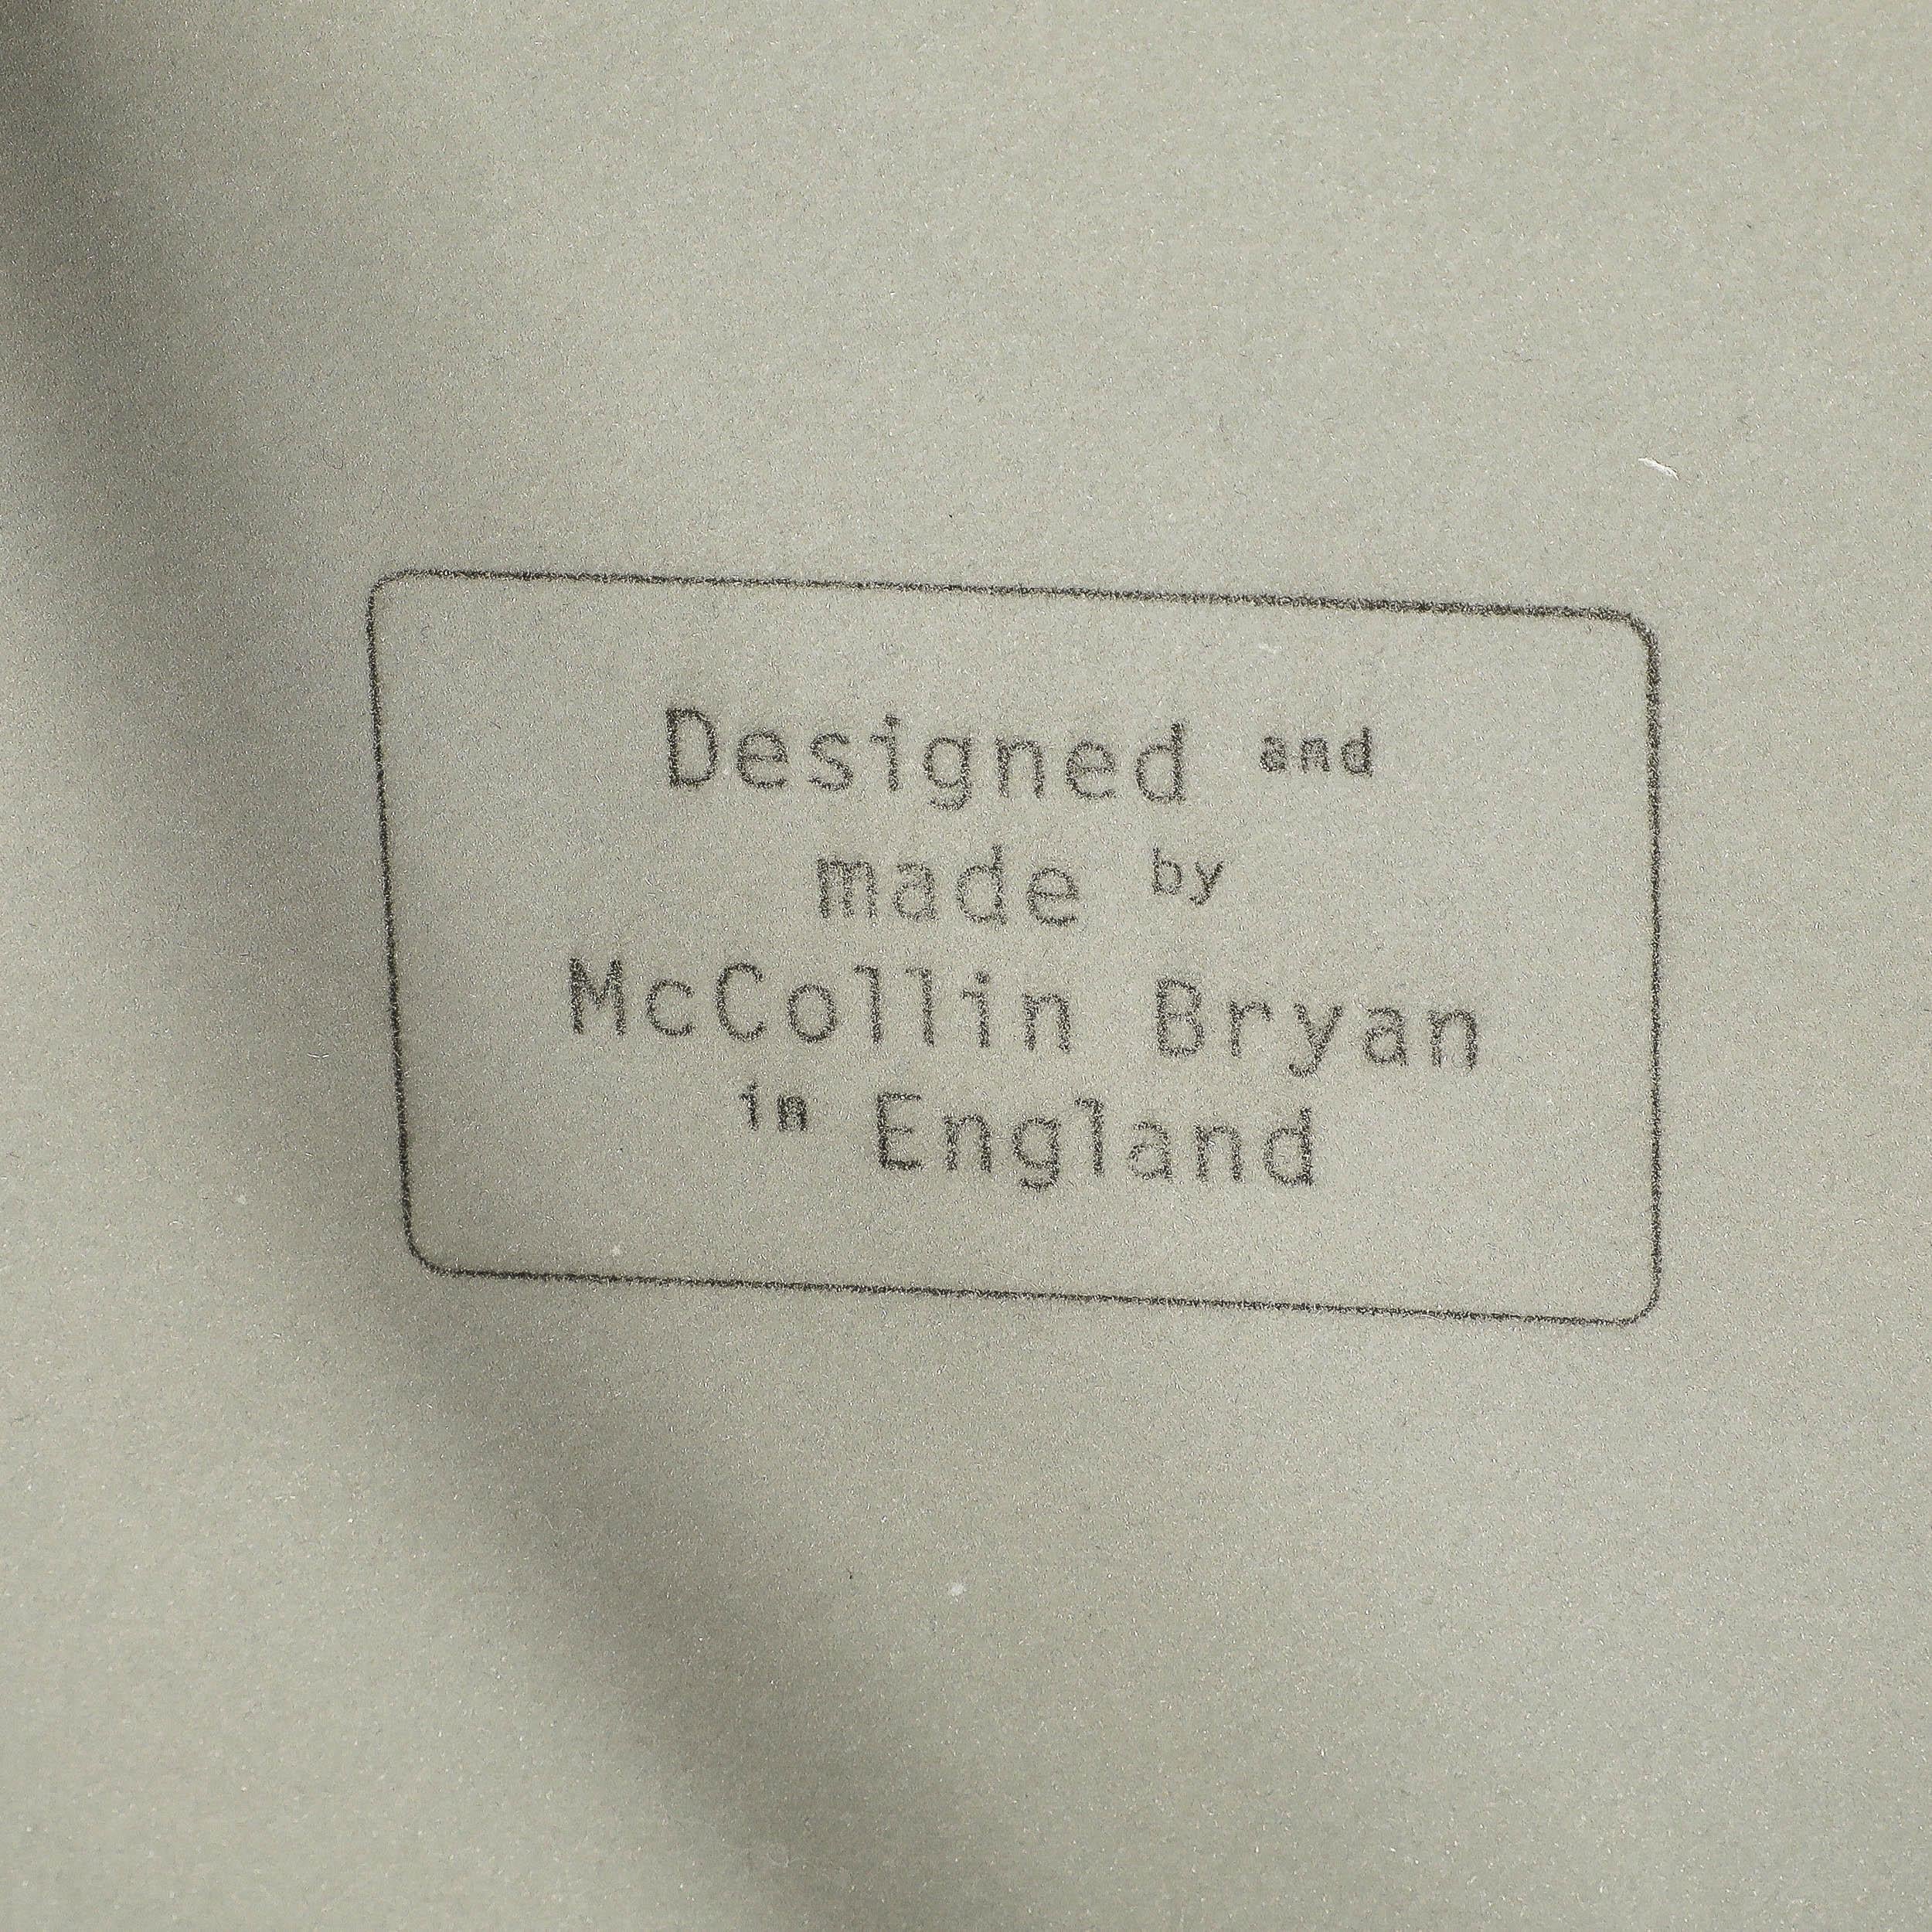 Designed and
made by
McCollin Bryan
in England